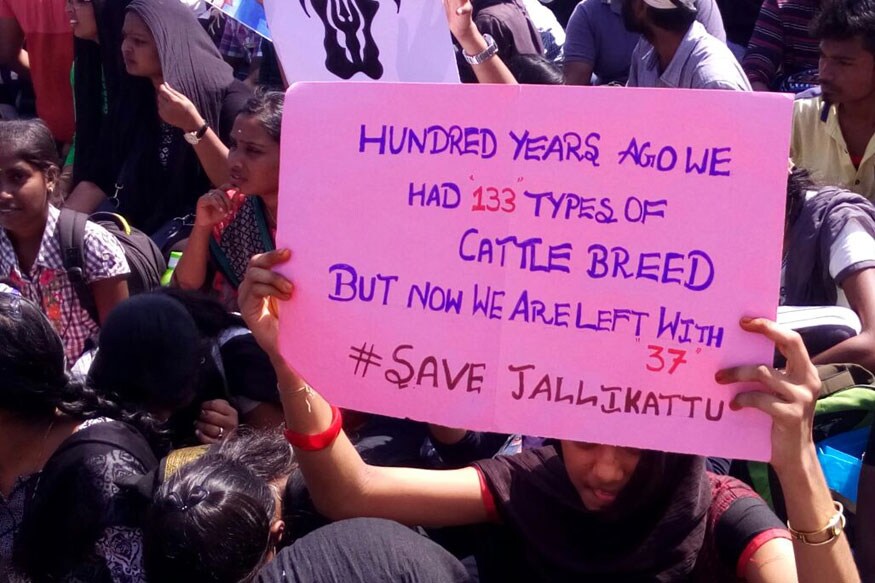 HUNDRED YEARS AGO WE
HAD "133" TYPES OF
CATTLE BREED
BUT NOW WE ARE LEFT WITH
"37"
#SAVE JALLIKATTU